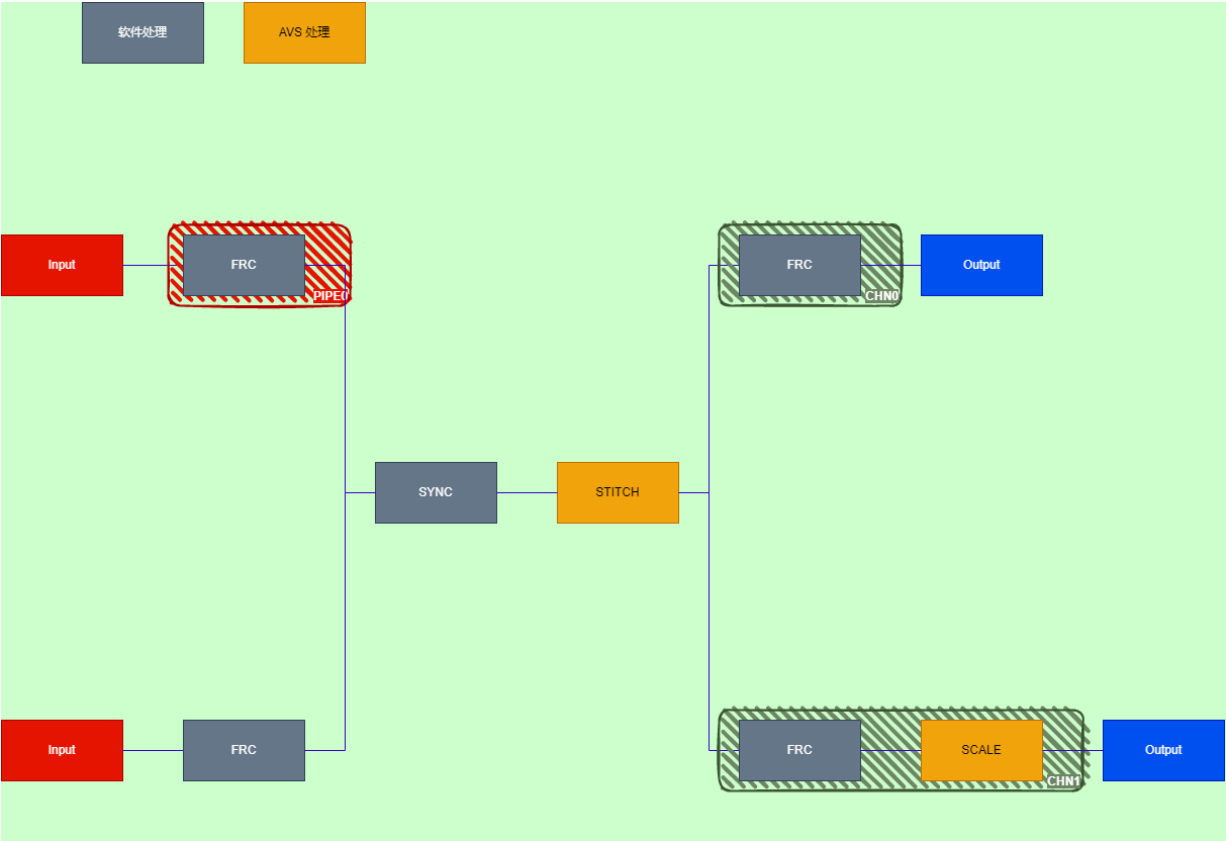 软件处理
AVS 处理
Input
FRC
PIPE0
FRC
CHN0
Output
SYNC
STITCH
Input
FRC
FRC
SCALE
CHN1
Output